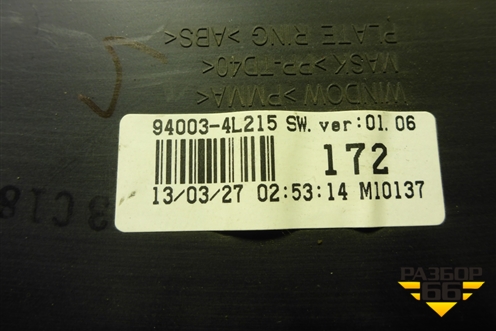 PLATE RING >ABS<
MASK >PP-TD40<
WINDOW >PMMA<
94003-4L215 SW. ver:01.06
172
13/03/27 02:53:14 M10137
РАЗБОР
66